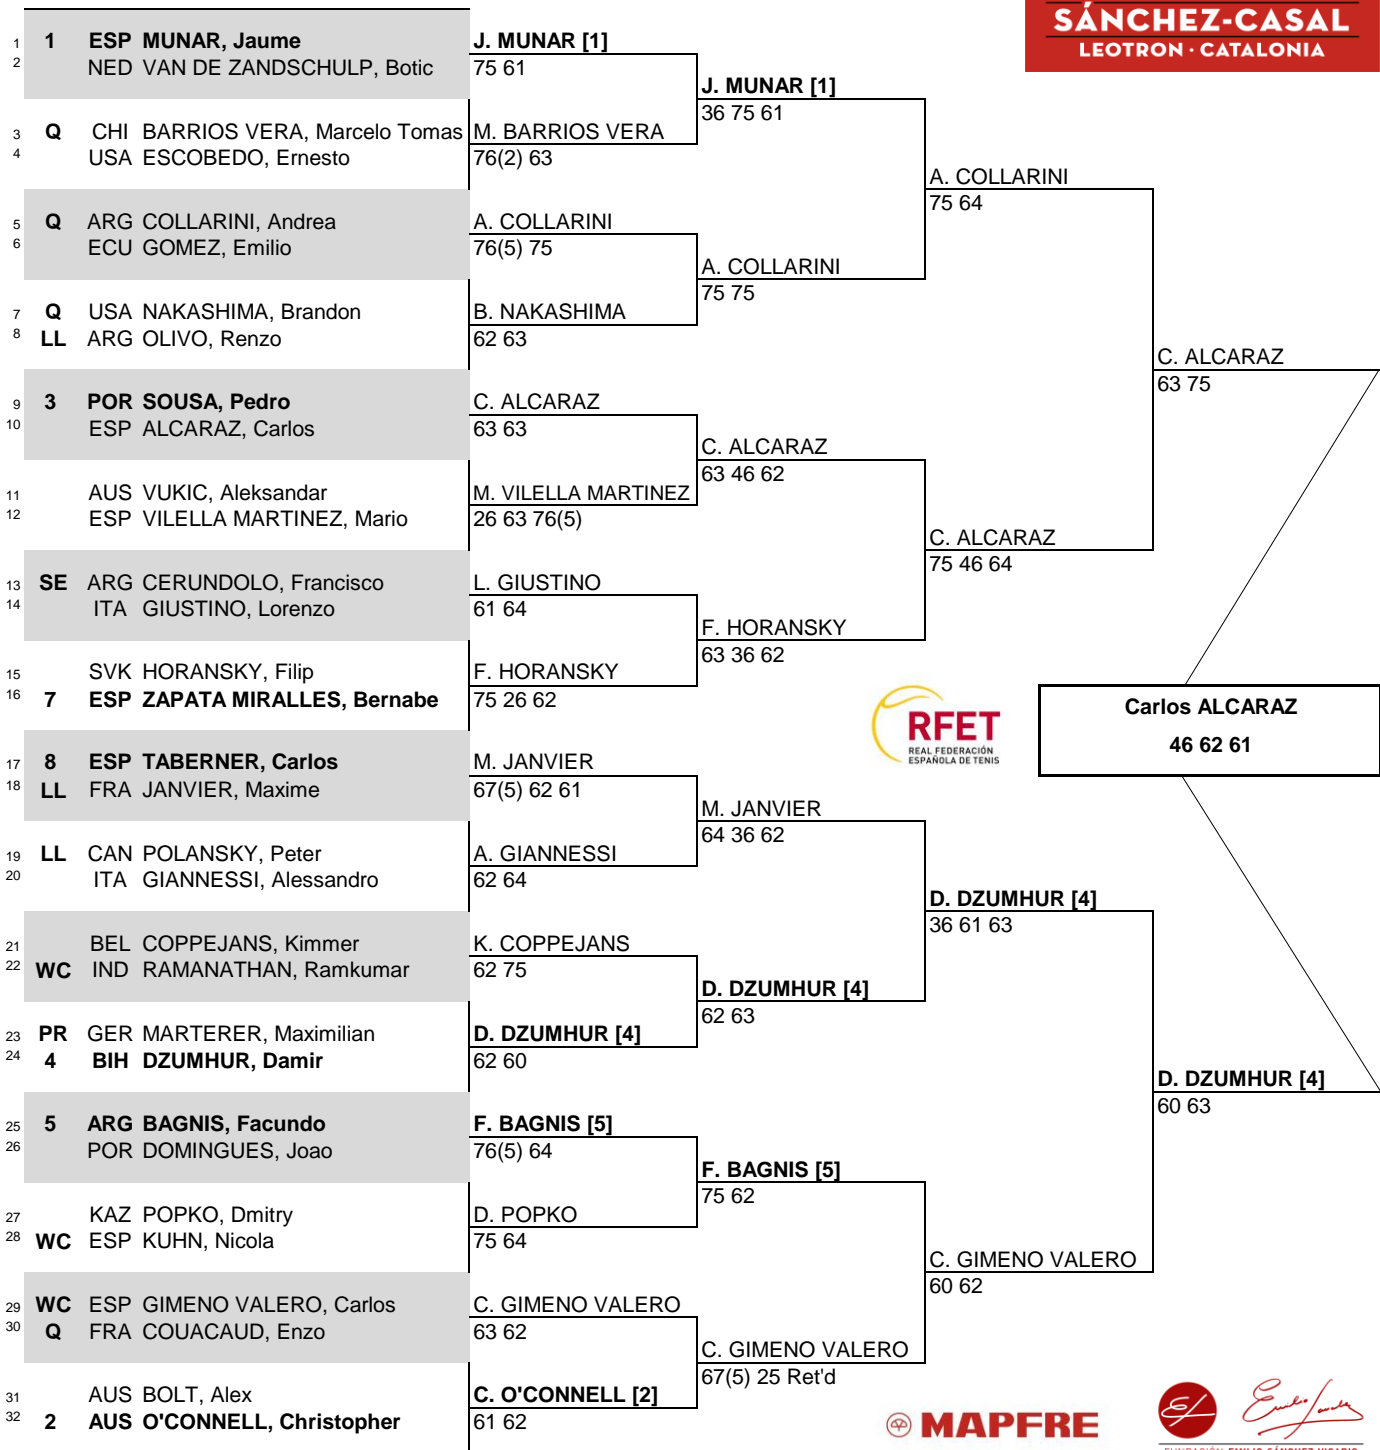 SÁNCHEZ-CASAL
LEOTRON · CATALONIA
1 1 ESP MUNAR, Jaume
2 NED VAN DE ZANDSCHULP, Botic
J. MUNAR [1]
75 61
3 Q CHI BARRIOS VERA, Marcelo Tomas
4 USA ESCOBEDO, Ernesto
M. BARRIOS VERA
76(2) 63
J. MUNAR [1]
36 75 61
5 Q ARG COLLARINI, Andrea
6 ECU GOMEZ, Emilio
A. COLLARINI
76(5) 75
7 Q USA NAKASHIMA, Brandon
8 LL ARG OLIVO, Renzo
B. NAKASHIMA
62 63
A. COLLARINI
75 75
A. COLLARINI
75 64
9 3 POR SOUSA, Pedro
10 ESP ALCARAZ, Carlos
C. ALCARAZ
63 63
11 AUS VUKIC, Aleksandar
12 ESP VILELLA MARTINEZ, Mario
M. VILELLA MARTINEZ
26 63 76(5)
C. ALCARAZ
63 46 62
13 SE ARG CERUNDOLO, Francisco
14 ITA GIUSTINO, Lorenzo
L. GIUSTINO
61 64
15 SVK HORANSKY, Filip
16 7 ESP ZAPATA MIRALLES, Bernabe
F. HORANSKY
75 26 62
F. HORANSKY
63 36 62
C. ALCARAZ
75 46 64
C. ALCARAZ
63 75
RFET
REAL FEDERACIÓN
ESPAÑOLA DE TENIS
Carlos ALCARAZ
46 62 61
17 8 ESP TABERNER, Carlos
18 LL FRA JANVIER, Maxime
M. JANVIER
67(5) 62 61
19 LL CAN POLANSKY, Peter
20 ITA GIANNESSI, Alessandro
A. GIANNESSI
62 64
M. JANVIER
64 36 62
21 BEL COPPEJANS, Kimmer
22 WC IND RAMANATHAN, Ramkumar
K. COPPEJANS
62 75
23 PR GER MARTERER, Maximilian
24 4 BIH DZUMHUR, Damir
D. DZUMHUR [4]
62 60
D. DZUMHUR [4]
62 63
D. DZUMHUR [4]
36 61 63
25 5 ARG BAGNIS, Facundo
26 POR DOMINGUES, Joao
F. BAGNIS [5]
76(5) 64
27 KAZ POPKO, Dmitry
28 WC ESP KUHN, Nicola
D. POPKO
75 64
F. BAGNIS [5]
75 62
29 WC ESP GIMENO VALERO, Carlos
30 Q FRA COUACAUD, Enzo
C. GIMENO VALERO
63 62
31 AUS BOLT, Alex
32 2 AUS O'CONNELL, Christopher
C. O'CONNELL [2]
61 62
C. GIMENO VALERO
67(5) 25 Ret'd
C. GIMENO VALERO
60 62
D. DZUMHUR [4]
60 63
MAPFRE